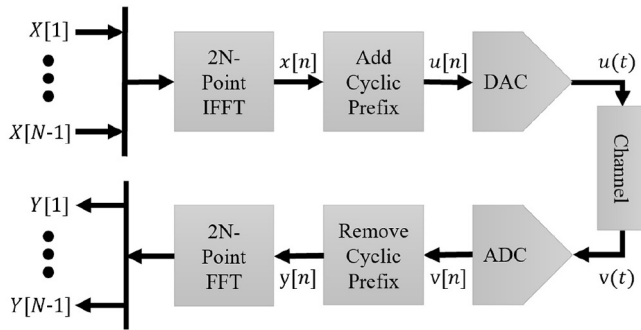 X[1]
X[N-1]
2N-
Point
IFFT
x[n]
Add
Cyclic
Prefix
u[n]
DAC
u(t)
Channel
v(t)
ADC
v[n]
Remove
Cyclic
Prefix
y[n]
2N-
Point
FFT
Y[1]
Y[N-1]